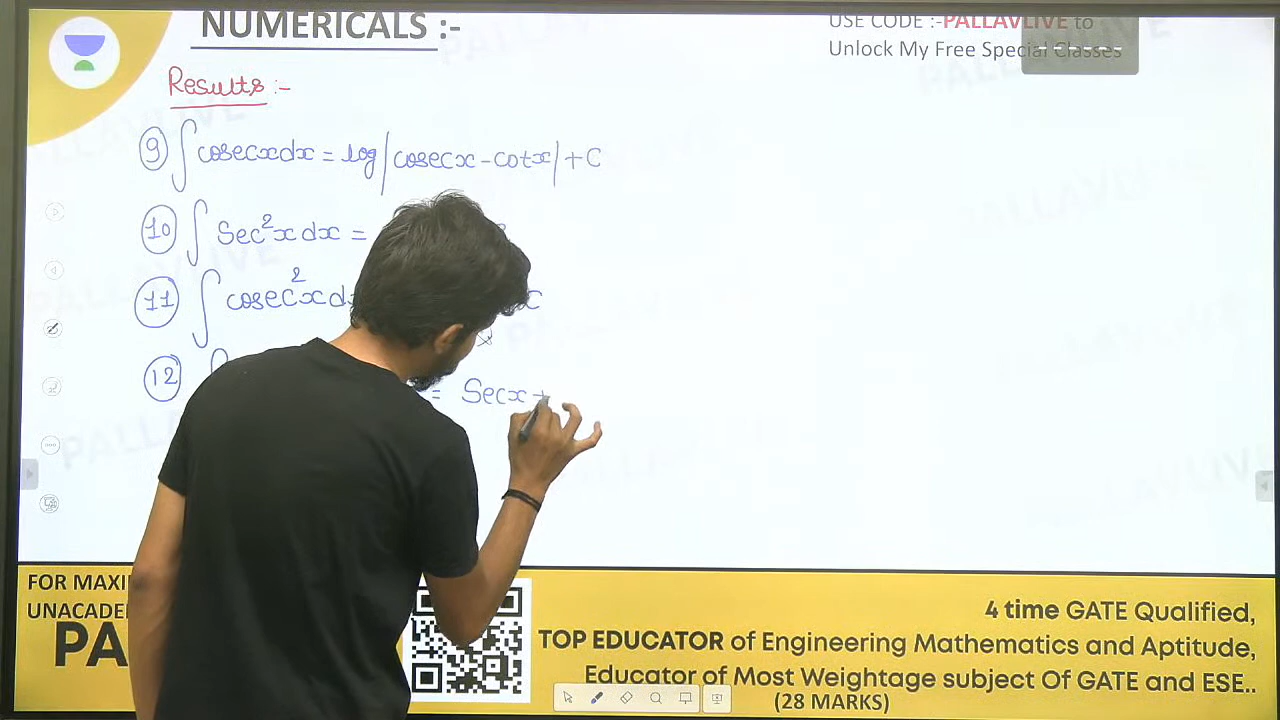 NUMERICALS :-
USE CODE :-PALLAVLIVE to
Unlock My Free Special Classes
Results :-
⑨ ∫ cosecx dx = log|cosecx - cotx| + C
⑩ ∫ Sec²x dx =
⑪ ∫ cosec²x d C
⑫ = Secx +
FOR MAXI
UNACADE
PA
4 time GATE Qualified,
TOP EDUCATOR of Engineering Mathematics and Aptitude,
Educator of Most Weightage subject Of GATE and ESE..
(28 MARKS)